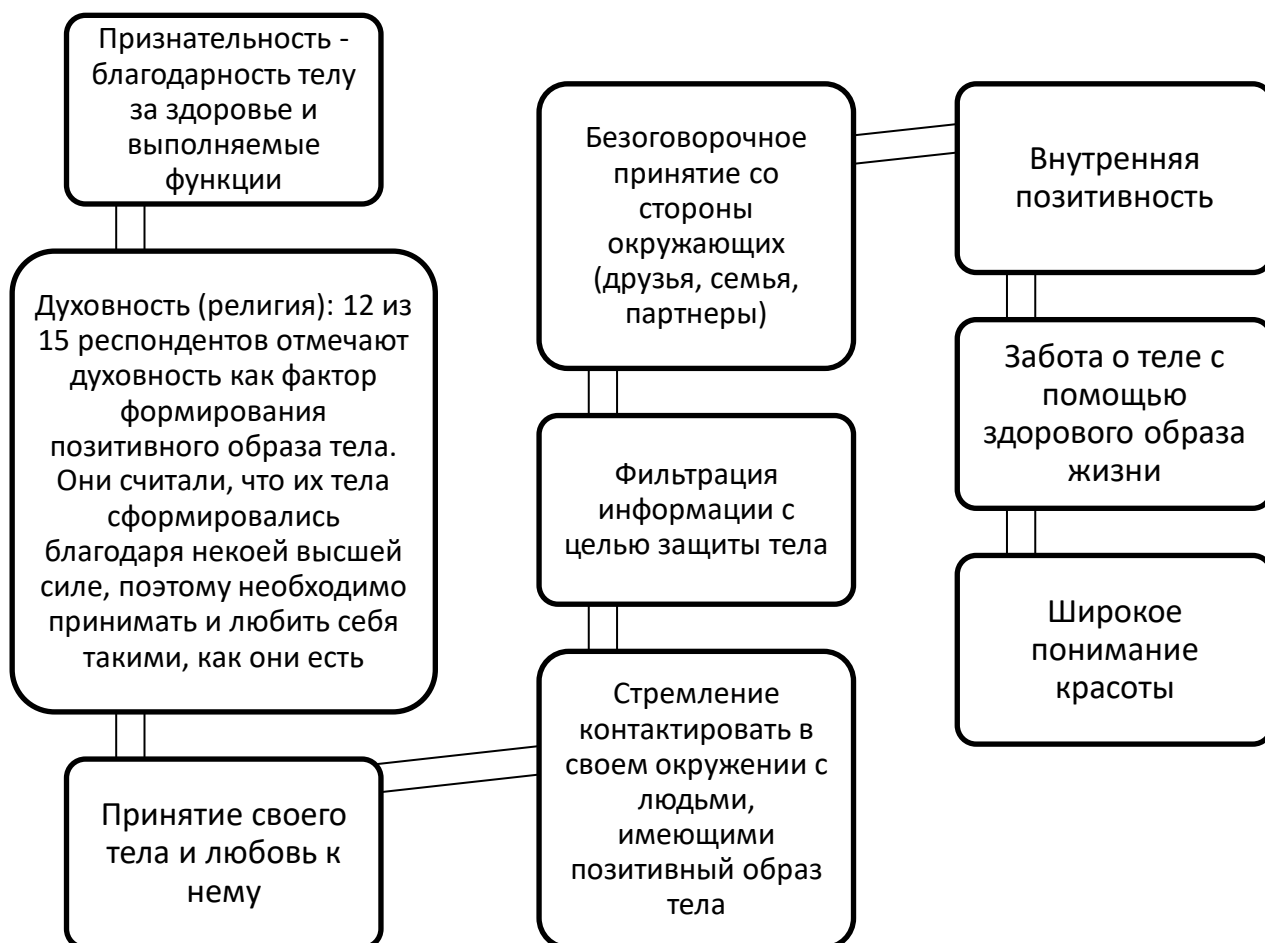 Признательность -
благодарность телу
за здоровье и
выполняемые
функции
Духовность (религия): 12 из
15 респондентов отмечают
духовность как фактор
формирования
позитивного образа тела.
Они считали, что их тела
сформировались
благодаря некоей высшей
силе, поэтому необходимо
принимать и любить себя
такими, как они есть
Принятие своего
тела и любовь к
нему
Стремление
контактировать в
своем окружении с
людьми,
имеющими
позитивный образ
тела
Фильтрация
информации с
целью защиты тела
Безоговорочное
принятие со
стороны
окружающих
(друзья, семья,
партнеры)
Внутренняя
позитивность
Забота о теле с
помощью
здорового образа
жизни
Широкое
понимание
красоты